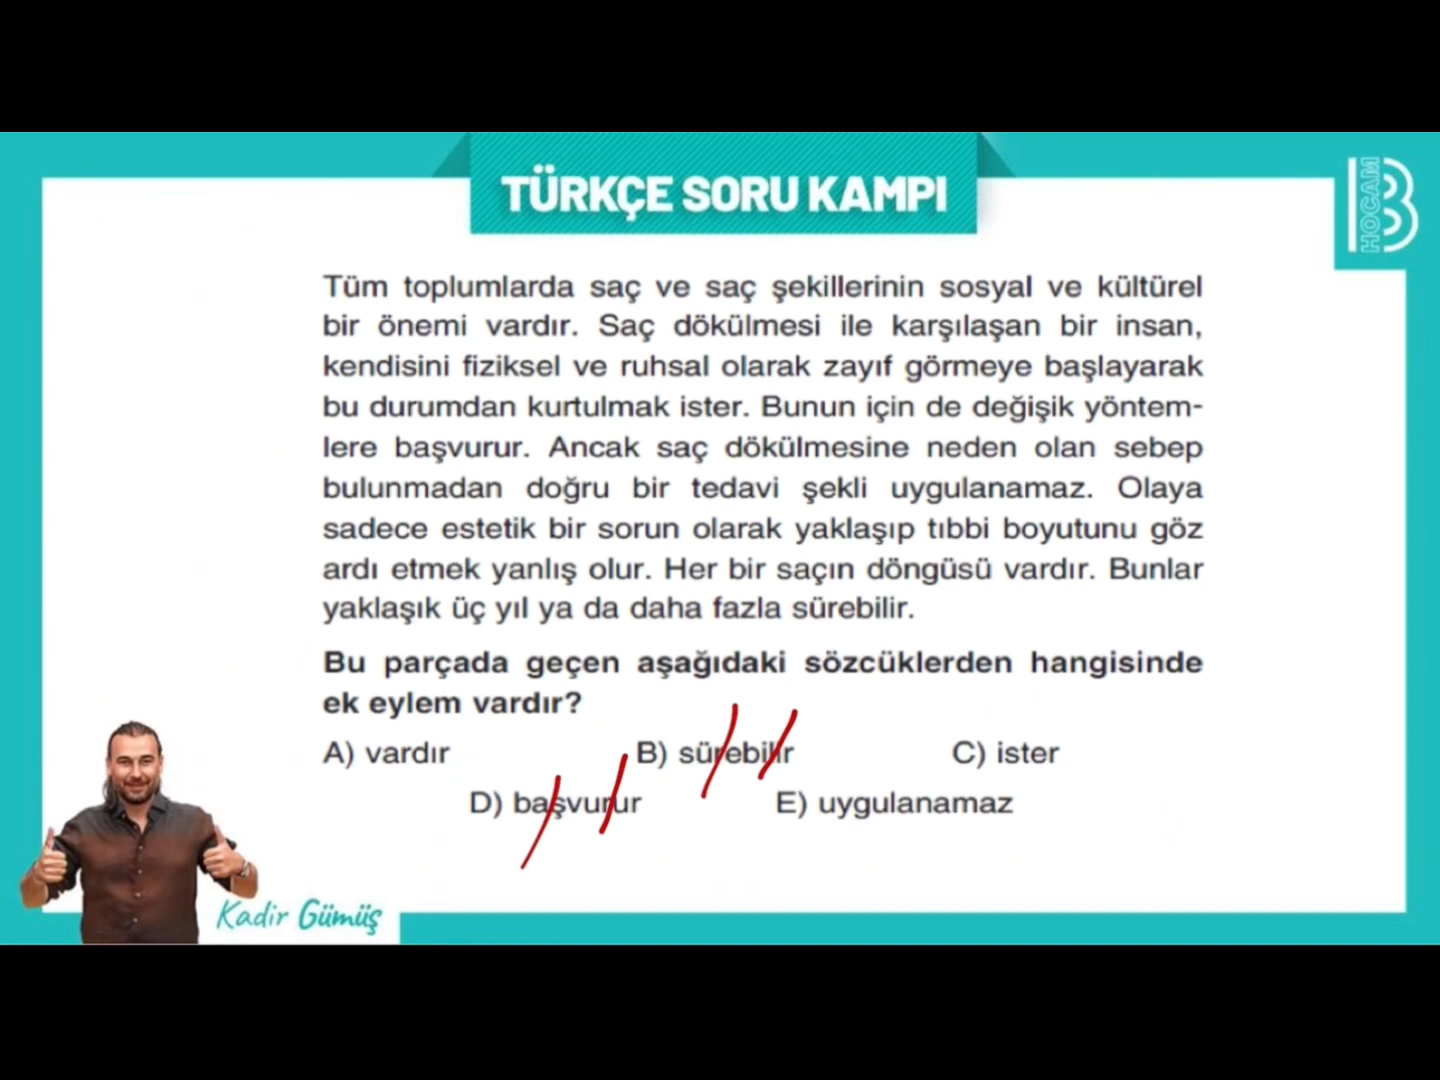 TÜRKÇE SORU KAMPI
B HOCAM
Tüm toplumlarda saç ve saç şekillerinin sosyal ve kültürel
bir önemi vardır. Saç dökülmesi ile karşılaşan bir insan,
kendisini fiziksel ve ruhsal olarak zayıf görmeye başlayarak
bu durumdan kurtulmak ister. Bunun için de değişik yöntem-
lere başvurur. Ancak saç dökülmesine neden olan sebep
bulunmadan doğru bir tedavi şekli uygulanamaz. Olaya
sadece estetik bir sorun olarak yaklaşıp tıbbi boyutunu göz
ardı etmek yanlış olur. Her bir saçın döngüsü vardır. Bunlar
yaklaşık üç yıl ya da daha fazla sürebilir.
Bu parçada geçen aşağıdaki sözcüklerden hangisinde
ek eylem vardır?
A) vardır B) sürebilir C) ister
D) başvurur E) uygulanamaz
Kadir Gümüş